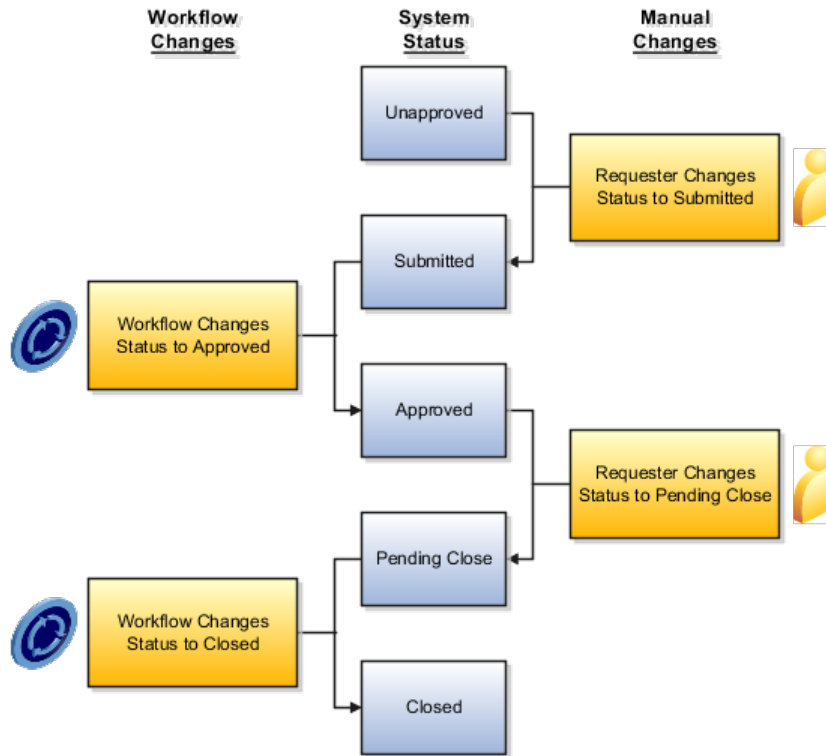 Workflow
Changes
System
Status
Manual
Changes
Unapproved
Requester Changes
Status to Submitted
Submitted
Workflow Changes
Status to Approved
Approved
Requester Changes
Status to Pending Close
Pending Close
Workflow Changes
Status to Closed
Closed